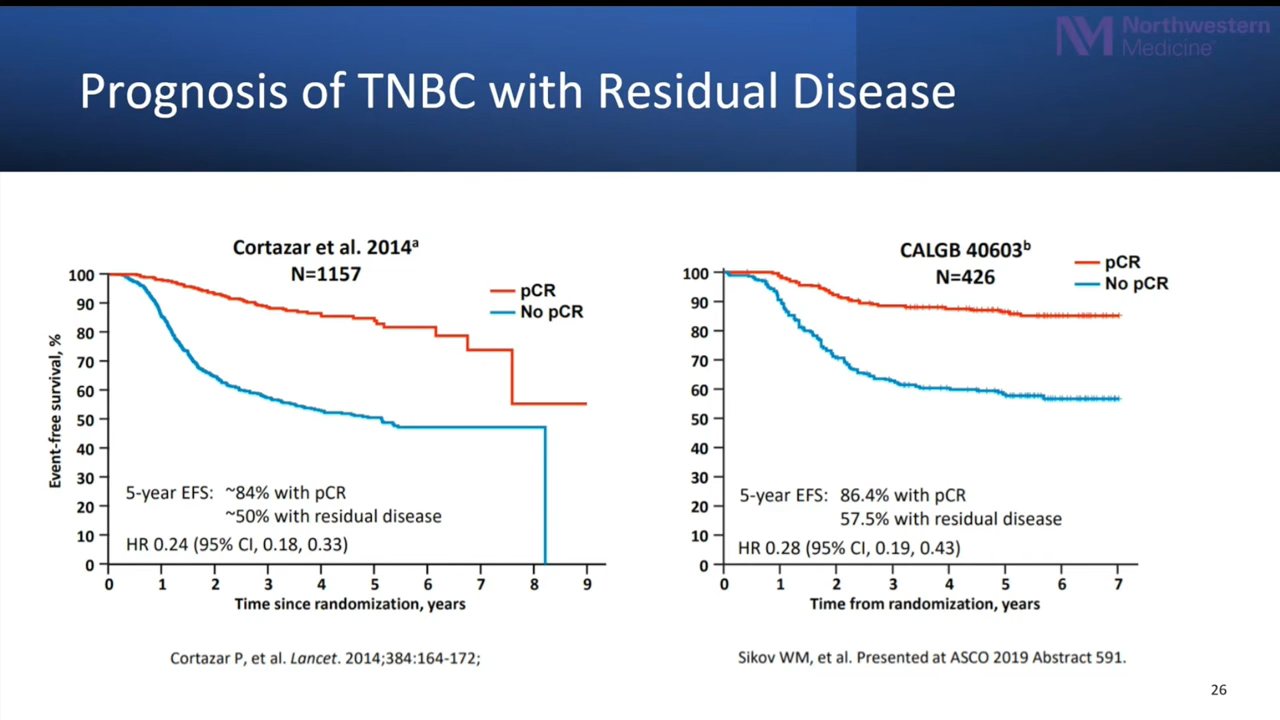 Northwestern
Medicine
Prognosis of TNBC with Residual Disease
Cortazar et al. 2014ᵃ
N=1157
pCR
No pCR
Event-free survival, %
100
90
80
70
60
50
40
30
20
10
0
5-year EFS: ~84% with pCR
~50% with residual disease
HR 0.24 (95% CI, 0.18, 0.33)
0 1 2 3 4 5 6 7 8 9
Time since randomization, years
Cortazar P, et al. Lancet. 2014;384:164-172;
CALGB 40603ᵇ
N=426
pCR
No pCR
100
90
80
70
60
50
40
30
20
10
0
5-year EFS: 86.4% with pCR
57.5% with residual disease
HR 0.28 (95% CI, 0.19, 0.43)
0 1 2 3 4 5 6 7
Time from randomization, years
Sikov WM, et al. Presented at ASCO 2019 Abstract 591.
26